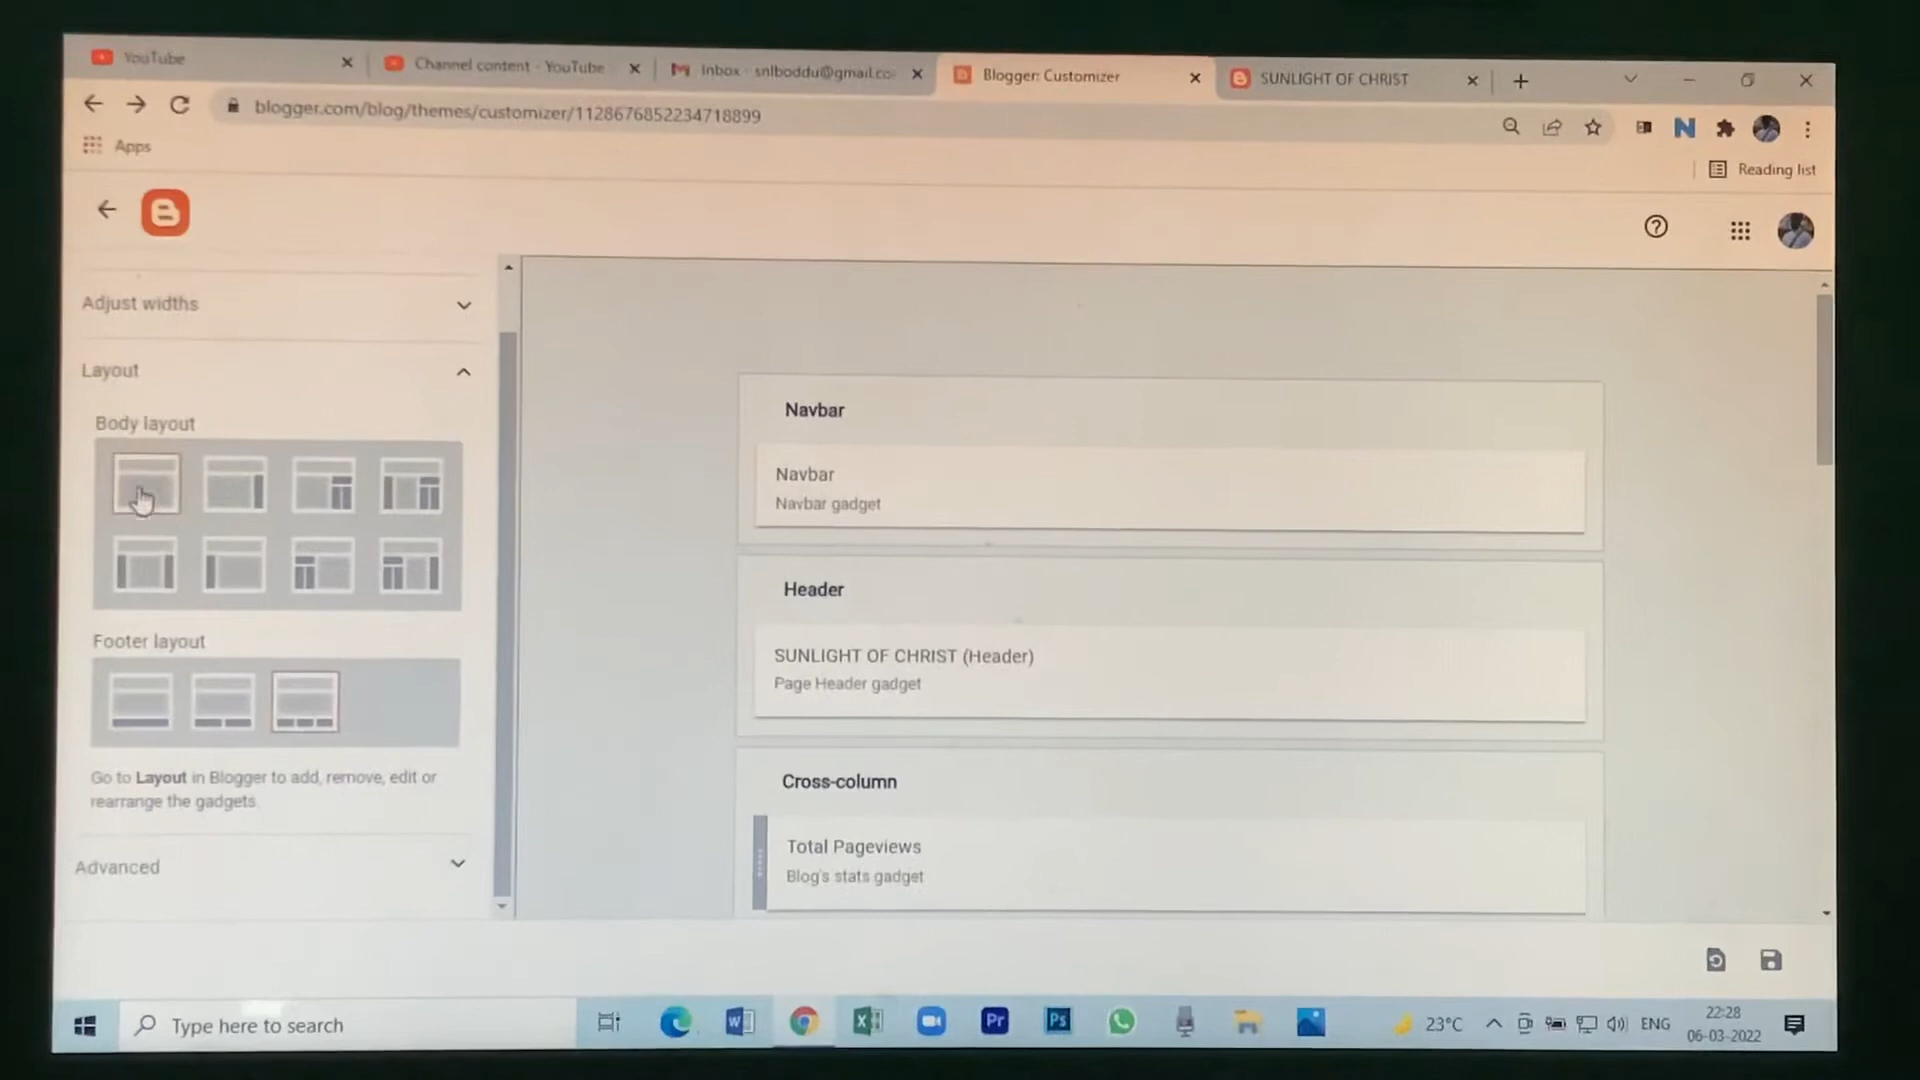 YouTube
Channel content - YouTube
Inbox - snlboddu@gmail.co
Blogger: Customizer
SUNLIGHT OF CHRIST
blogger.com/blog/themes/customizer/1128676852234718899
Apps
Reading list
Adjust widths
Layout
Body layout
Footer layout
Go to Layout in Blogger to add, remove, edit or
rearrange the gadgets.
Advanced
Navbar
Navbar
Navbar gadget
Header
SUNLIGHT OF CHRIST (Header)
Page Header gadget
Cross-column
Total Pageviews
Blog's stats gadget
Type here to search
W
X
Pr
Ps
23°C
ENG
22:28
06-03-2022